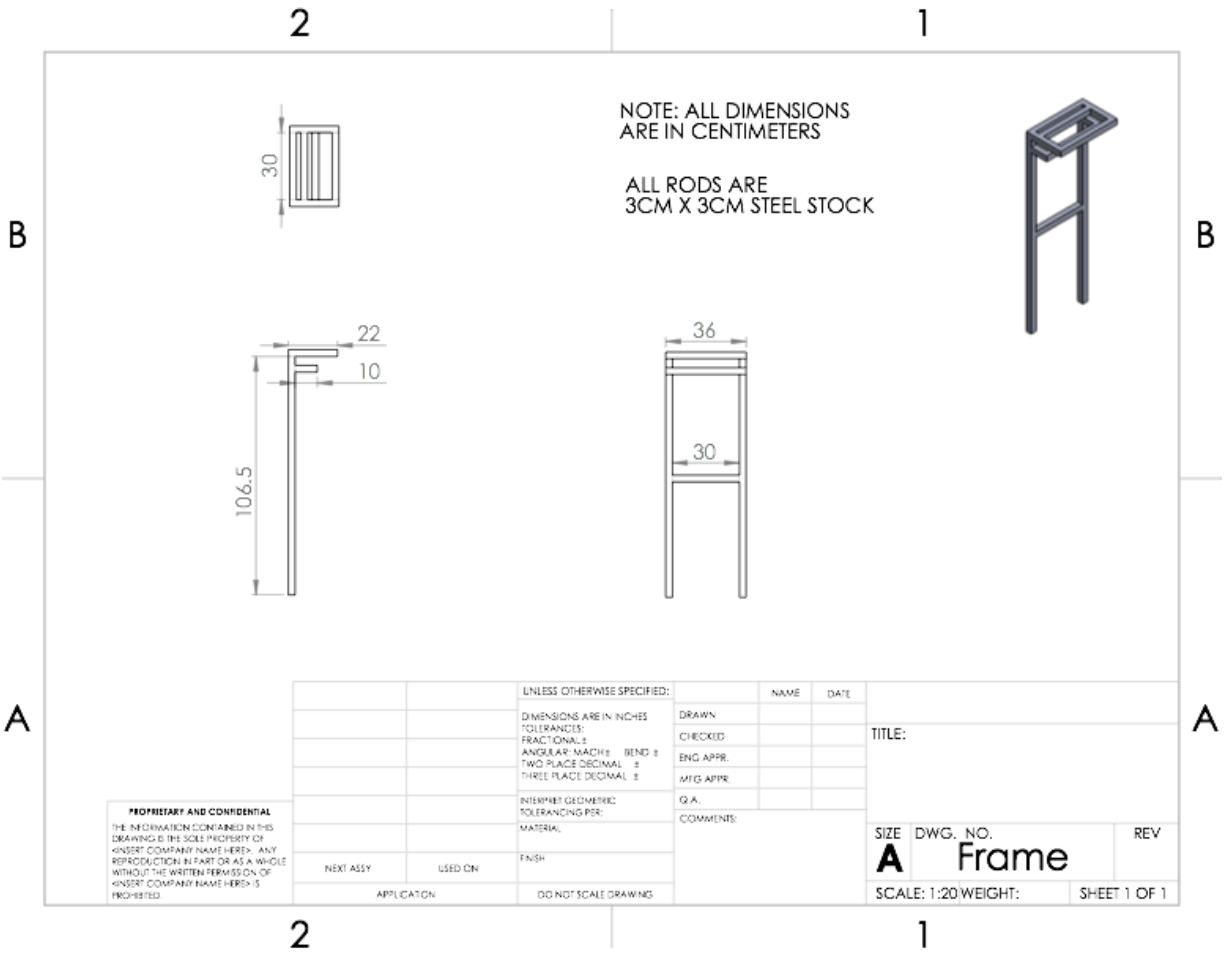 2
1
NOTE: ALL DIMENSIONS
ARE IN CENTIMETERS
ALL RODS ARE
3CM X 3CM STEEL STOCK
30
B
B
22
10
106.5
36
30
A
A
UNLESS OTHERWISE SPECIFIED:
DIMENSIONS ARE IN INCHES
TOLERANCES:
FRACTIONAL ±
ANGULAR: MACH ± BEND ±
TWO PLACE DECIMAL ±
THREE PLACE DECIMAL ±
INTERPRET GEOMETRIC
TOLERANCING PER:
MATERIAL
FINISH
DO NOT SCALE DRAWING
NAME DATE
DRAWN
CHECKED
ENG APPR.
MFG APPR.
Q.A.
COMMENTS:
TITLE:
SIZE DWG. NO. REV
A Frame
SCALE: 1:20 WEIGHT: SHEET 1 OF 1
PROPRIETARY AND CONFIDENTIAL
THE INFORMATION CONTAINED IN THIS
DRAWING IS THE SOLE PROPERTY OF
<INSERT COMPANY NAME HERE>. ANY
REPRODUCTION IN PART OR AS A WHOLE
WITHOUT THE WRITTEN PERMISSION OF
<INSERT COMPANY NAME HERE> IS
PROHIBITED.
NEXT ASSY USED ON
APPLICATION
2
1